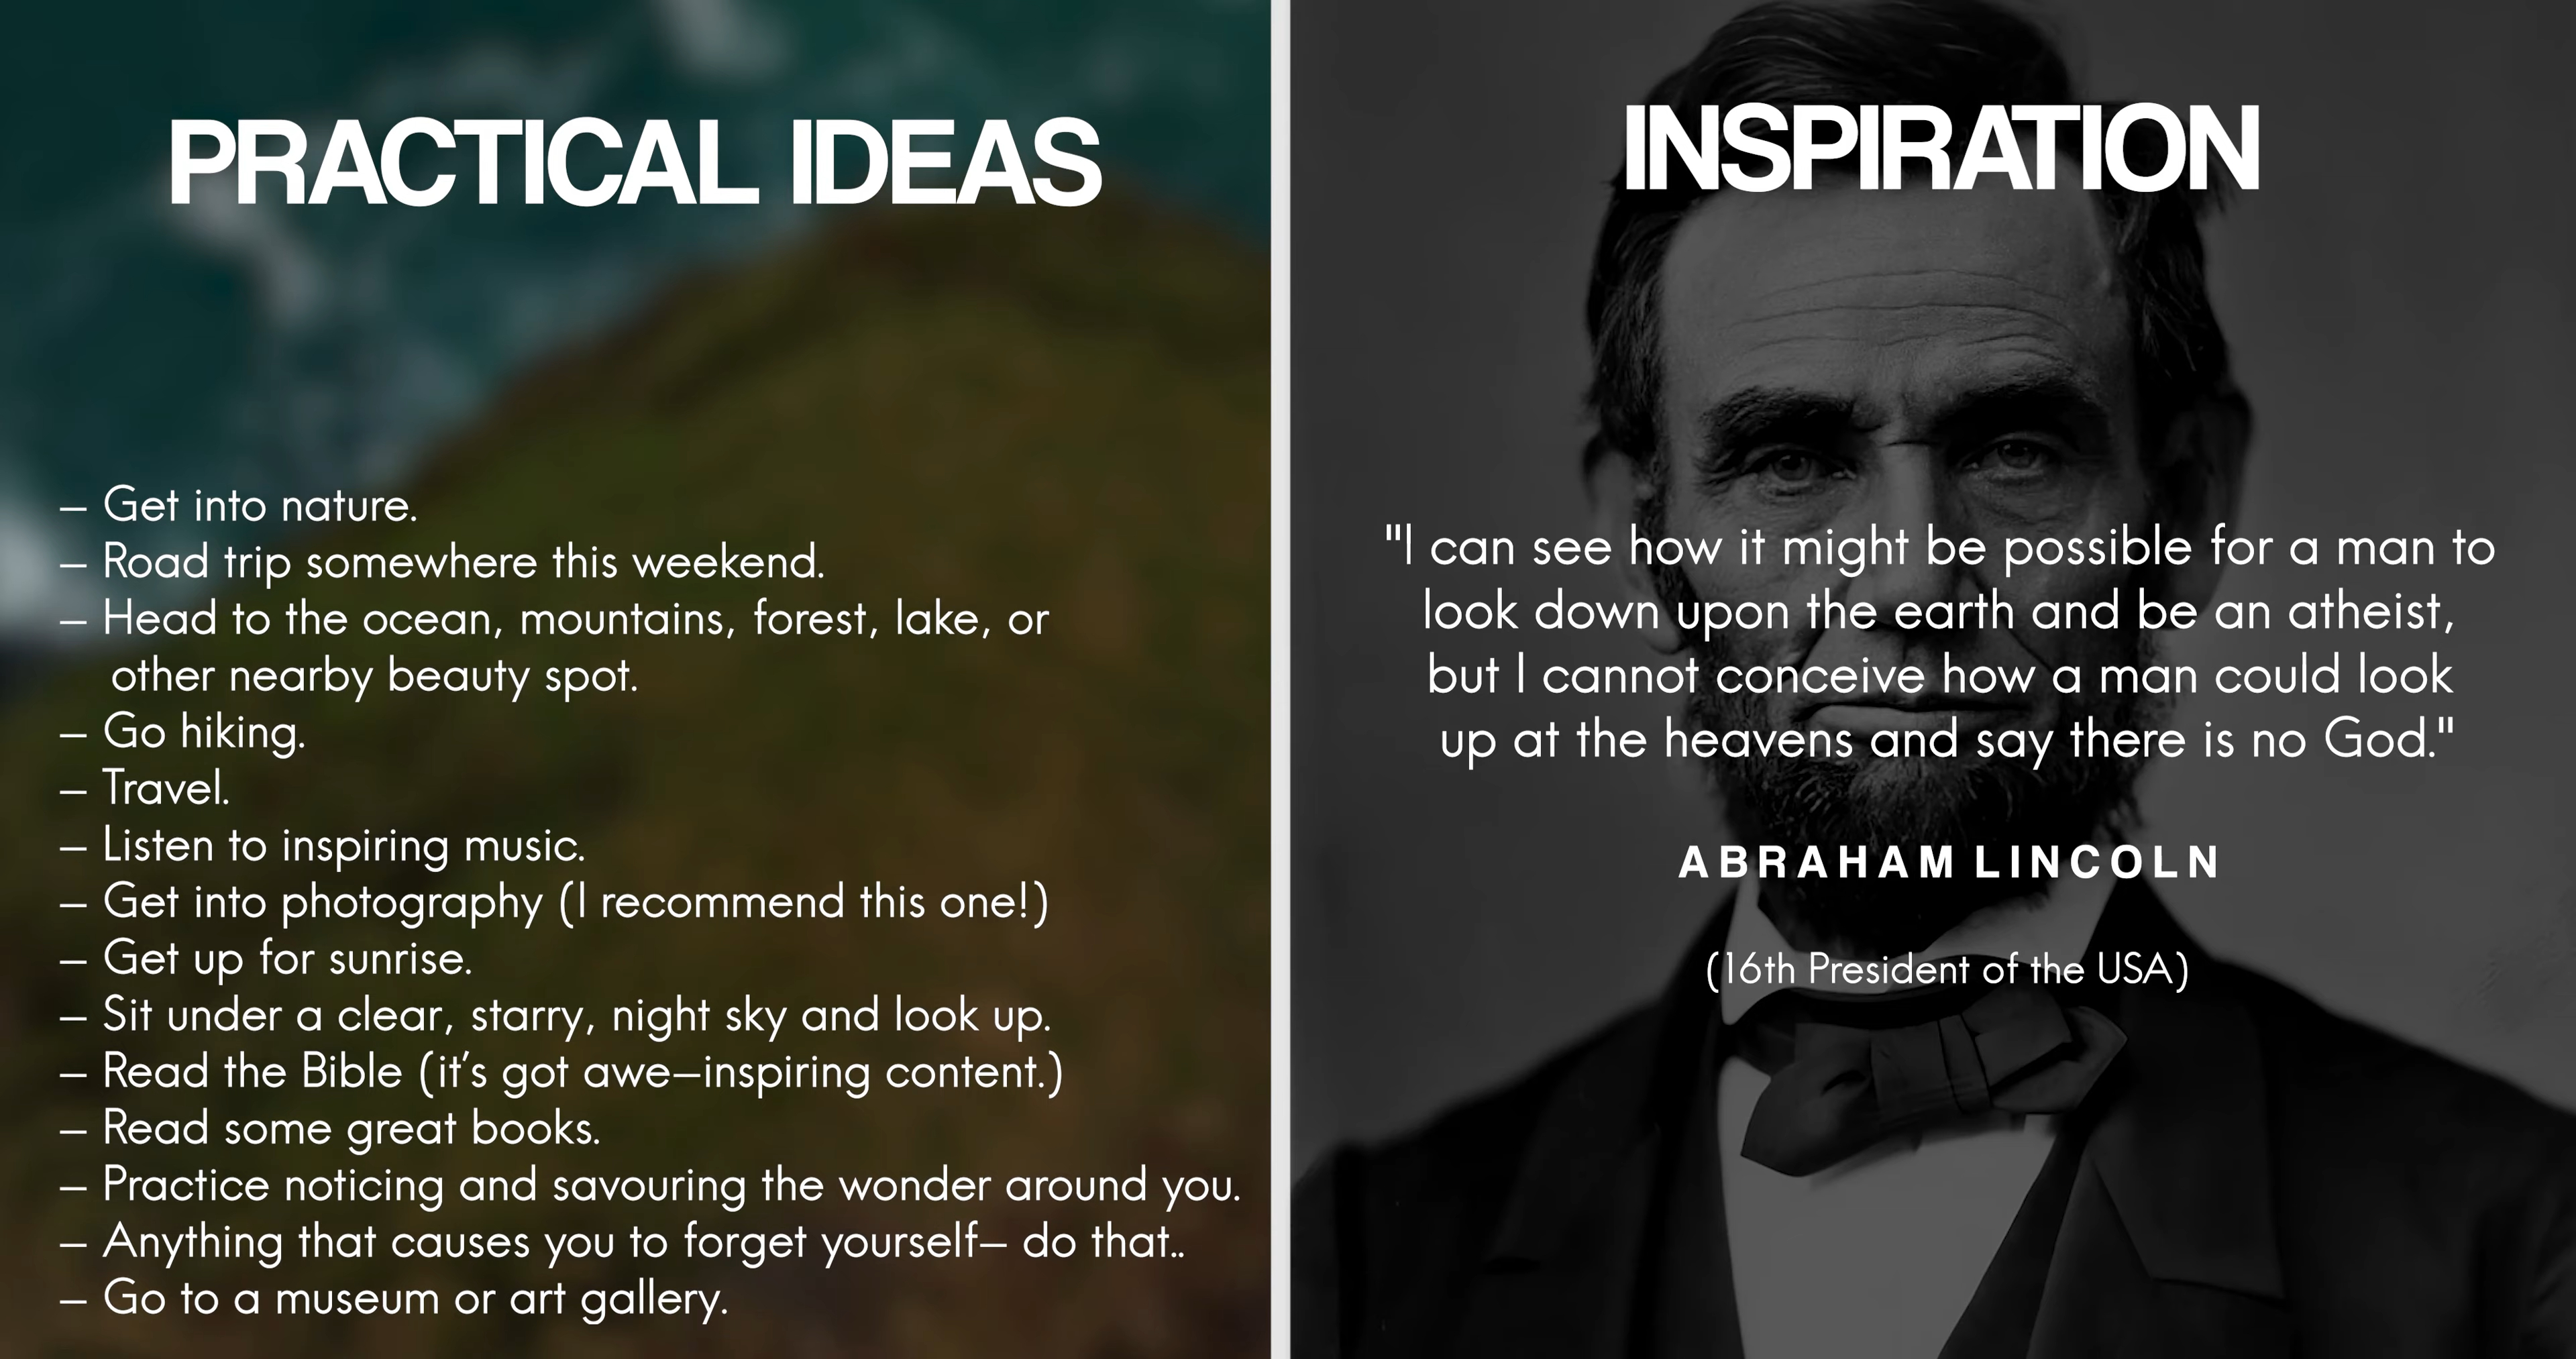 PRACTICAL IDEAS
– Get into nature.
– Road trip somewhere this weekend.
– Head to the ocean, mountains, forest, lake, or
other nearby beauty spot.
– Go hiking.
– Travel.
– Listen to inspiring music.
– Get into photography (I recommend this one!)
– Get up for sunrise.
– Sit under a clear, starry, night sky and look up.
– Read the Bible (it's got awe–inspiring content.)
– Read some great books.
– Practice noticing and savouring the wonder around you.
– Anything that causes you to forget yourself– do that..
– Go to a museum or art gallery.
INSPIRATION
"I can see how it might be possible for a man to
look down upon the earth and be an atheist,
but I cannot conceive how a man could look
up at the heavens and say there is no God."
ABRAHAM LINCOLN
(16th President of the USA)